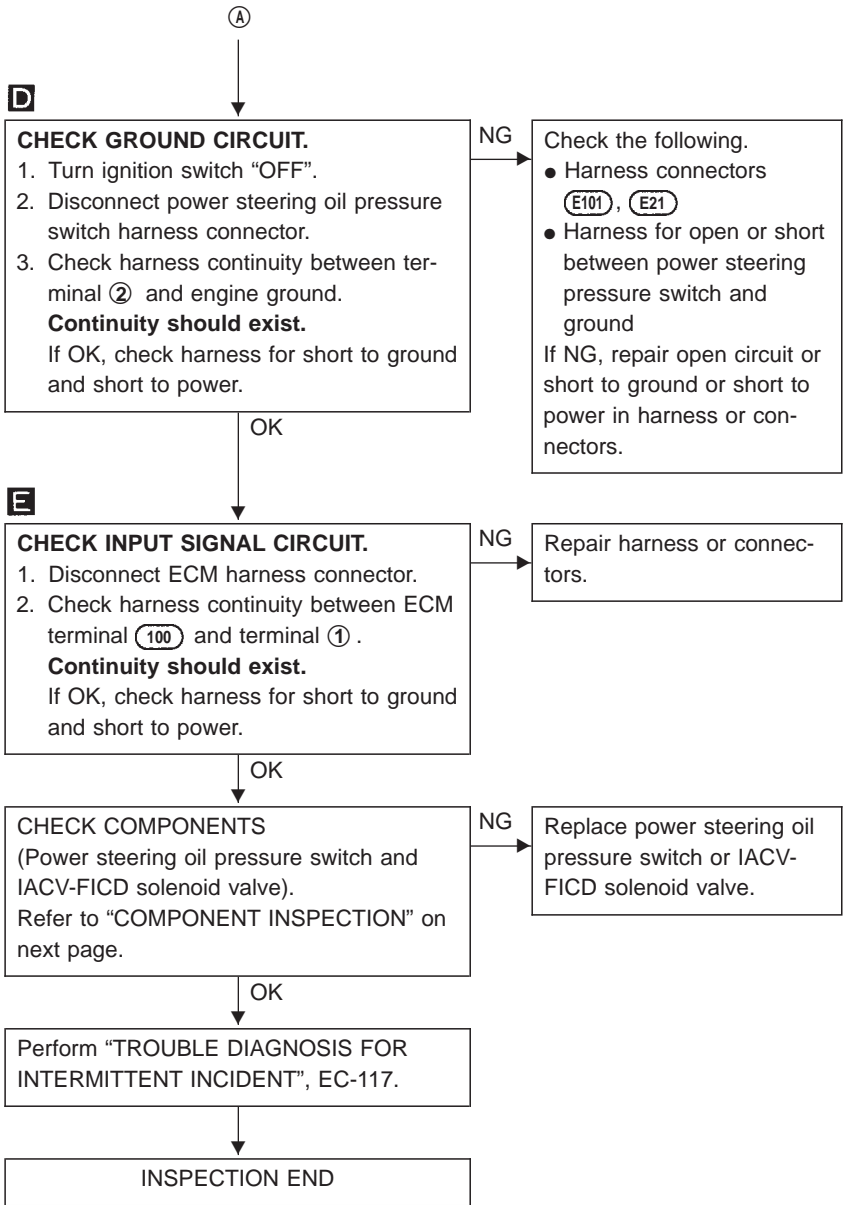 Ⓐ
D
CHECK GROUND CIRCUIT.
1. Turn ignition switch “OFF”.
2. Disconnect power steering oil pressure
switch harness connector.
3. Check harness continuity between ter-
minal ② and engine ground.
Continuity should exist.
If OK, check harness for short to ground
and short to power.
NG
Check the following.
● Harness connectors
E101, E21
● Harness for open or short
between power steering
pressure switch and
ground
If NG, repair open circuit or
short to ground or short to
power in harness or con-
nectors.
OK
E
CHECK INPUT SIGNAL CIRCUIT.
1. Disconnect ECM harness connector.
2. Check harness continuity between ECM
terminal 100 and terminal ① .
Continuity should exist.
If OK, check harness for short to ground
and short to power.
NG
Repair harness or connec-
tors.
OK
CHECK COMPONENTS
(Power steering oil pressure switch and
IACV-FICD solenoid valve).
Refer to “COMPONENT INSPECTION” on
next page.
NG
Replace power steering oil
pressure switch or IACV-
FICD solenoid valve.
OK
Perform “TROUBLE DIAGNOSIS FOR
INTERMITTENT INCIDENT”, EC-117.
INSPECTION END